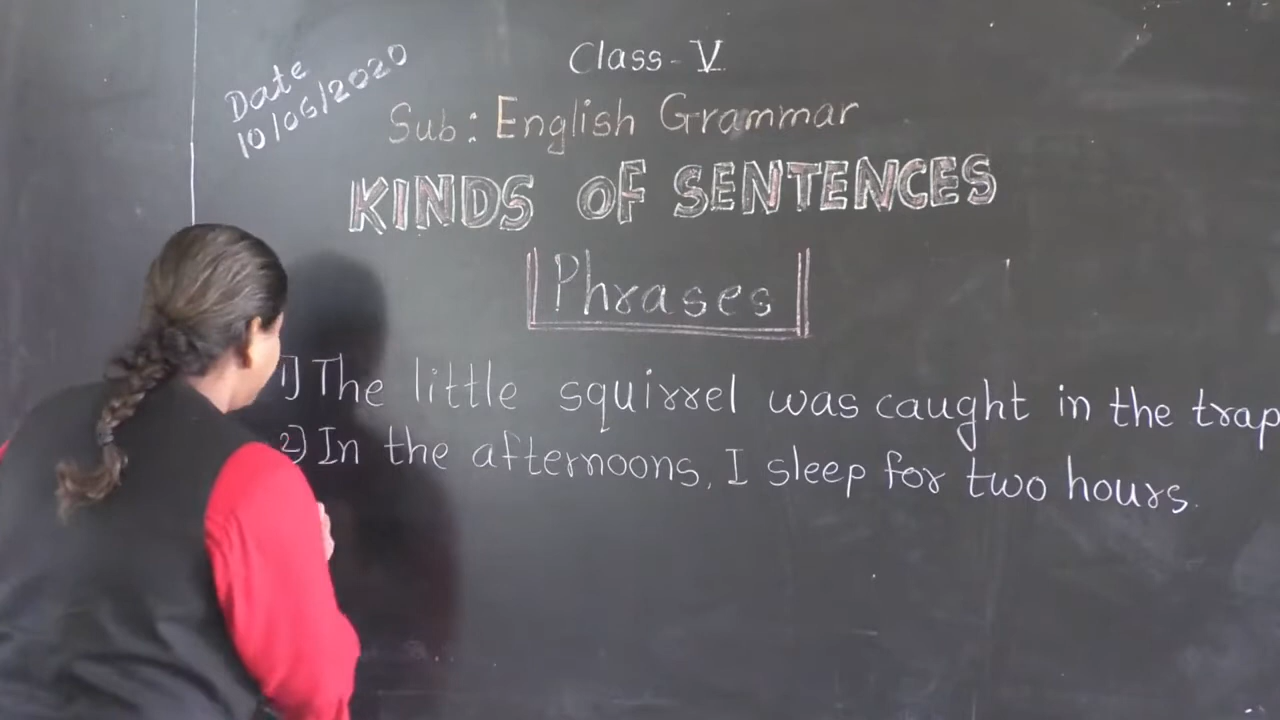 Class - V
Date
10/06/2020
Sub: English Grammar
KINDS OF SENTENCES
Phrases
1) The little squirrel was caught in the trap
2) In the afternoons, I sleep for two hours.